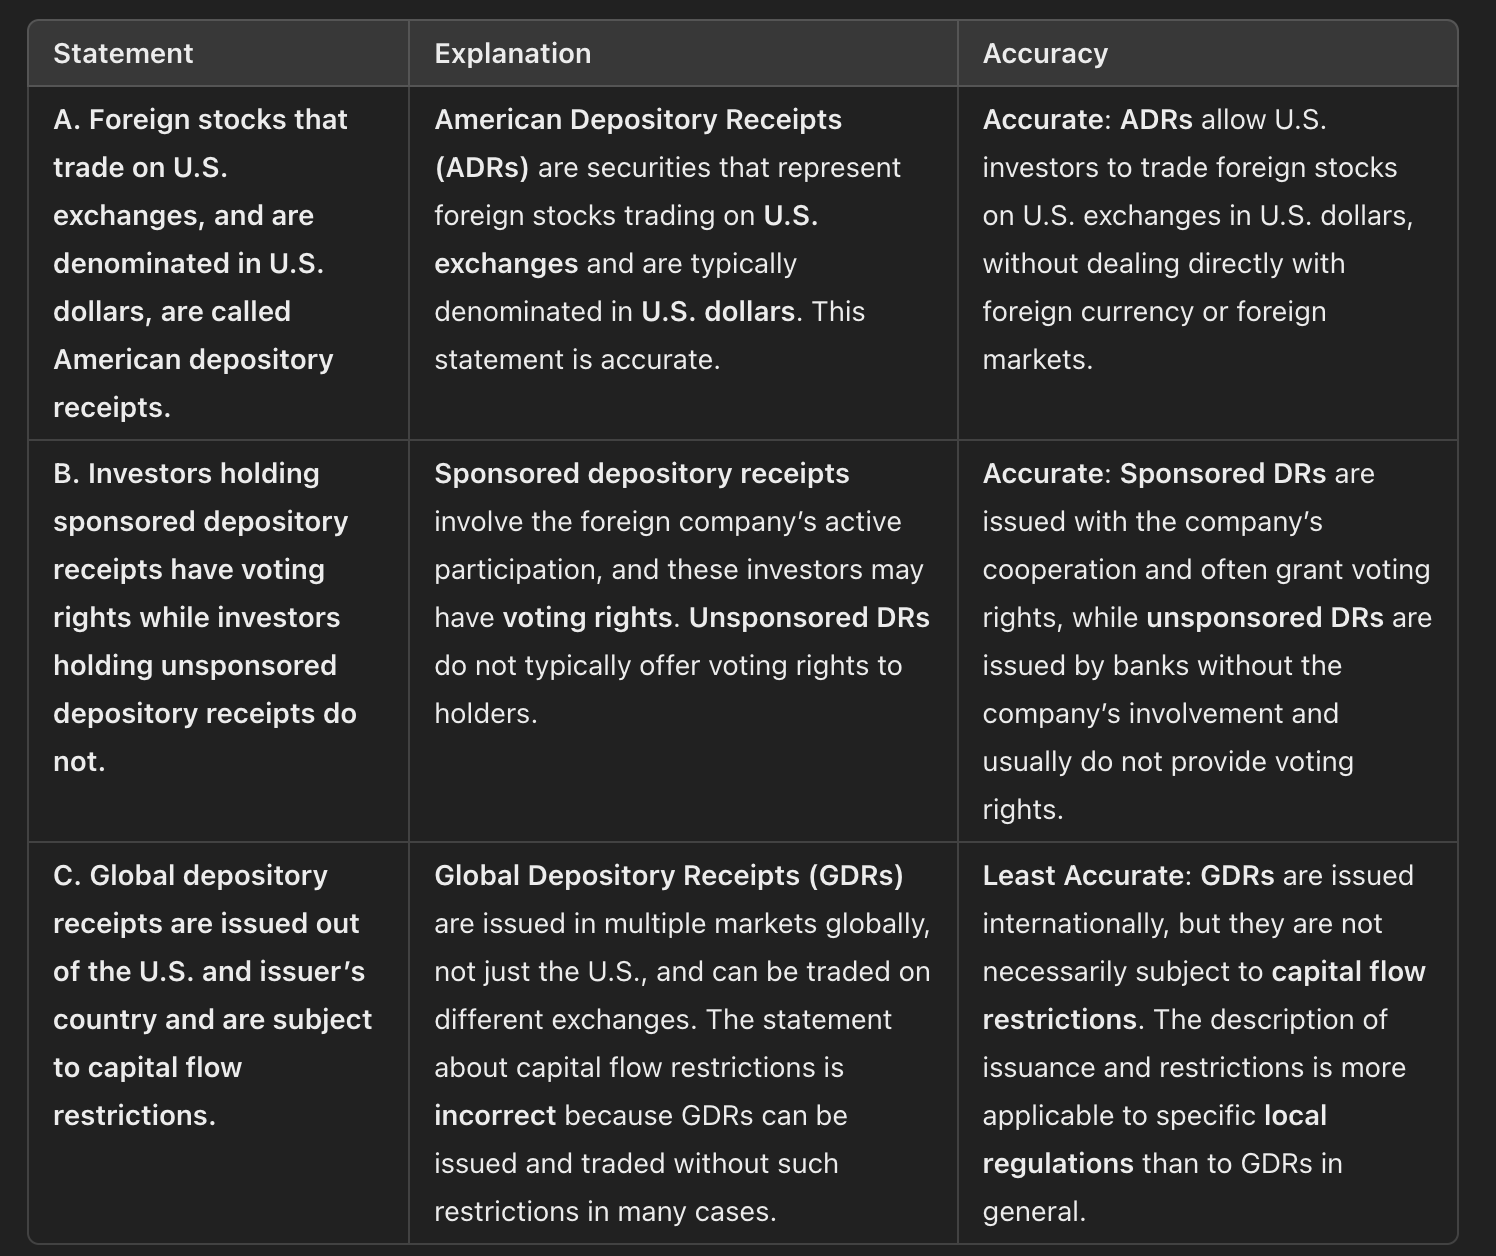 Statement
Explanation
Accuracy
A. Foreign stocks that
trade on U.S.
exchanges, and are
denominated in U.S.
dollars, are called
American depository
receipts.
American Depository Receipts
(ADRs) are securities that represent
foreign stocks trading on U.S.
exchanges and are typically
denominated in U.S. dollars. This
statement is accurate.
Accurate: ADRs allow U.S.
investors to trade foreign stocks
on U.S. exchanges in U.S. dollars,
without dealing directly with
foreign currency or foreign
markets.
B. Investors holding
sponsored depository
receipts have voting
rights while investors
holding unsponsored
depository receipts do
not.
Sponsored depository receipts
involve the foreign company’s active
participation, and these investors may
have voting rights. Unsponsored DRs
do not typically offer voting rights to
holders.
Accurate: Sponsored DRs are
issued with the company’s
cooperation and often grant voting
rights, while unsponsored DRs are
issued by banks without the
company’s involvement and
usually do not provide voting
rights.
C. Global depository
receipts are issued out
of the U.S. and issuer’s
country and are subject
to capital flow
restrictions.
Global Depository Receipts (GDRs)
are issued in multiple markets globally,
not just the U.S., and can be traded on
different exchanges. The statement
about capital flow restrictions is
incorrect because GDRs can be
issued and traded without such
restrictions in many cases.
Least Accurate: GDRs are issued
internationally, but they are not
necessarily subject to capital flow
restrictions. The description of
issuance and restrictions is more
applicable to specific local
regulations than to GDRs in
general.